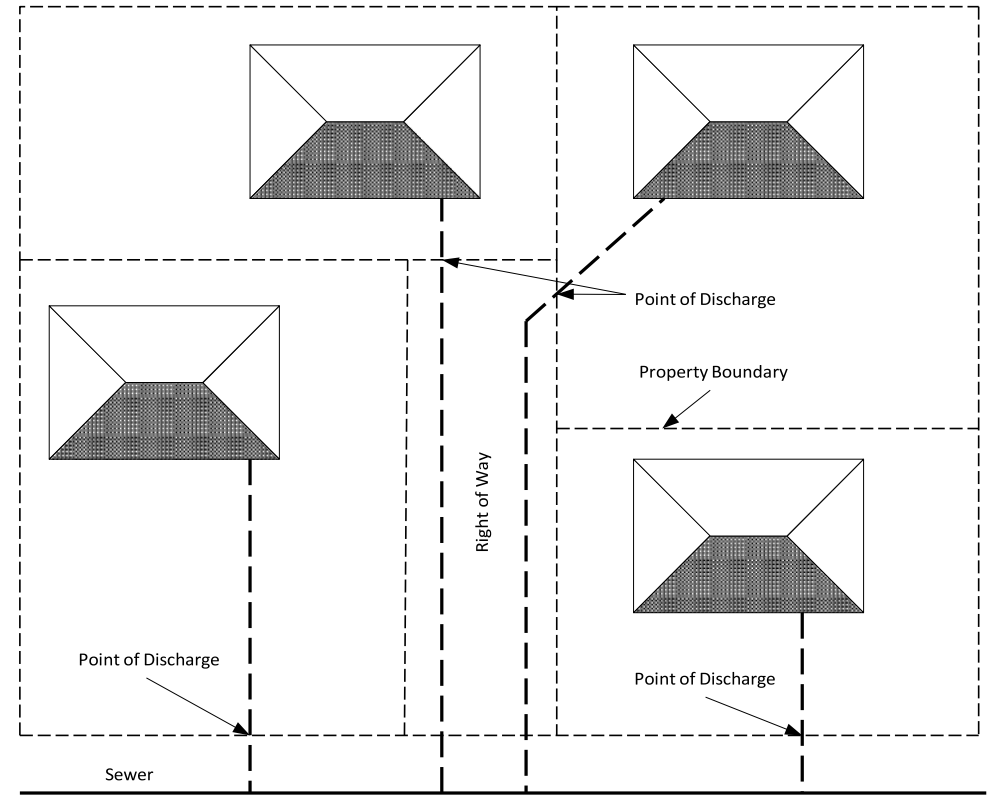 Point of Discharge
Property Boundary
Right of Way
Point of Discharge
Point of Discharge
Sewer